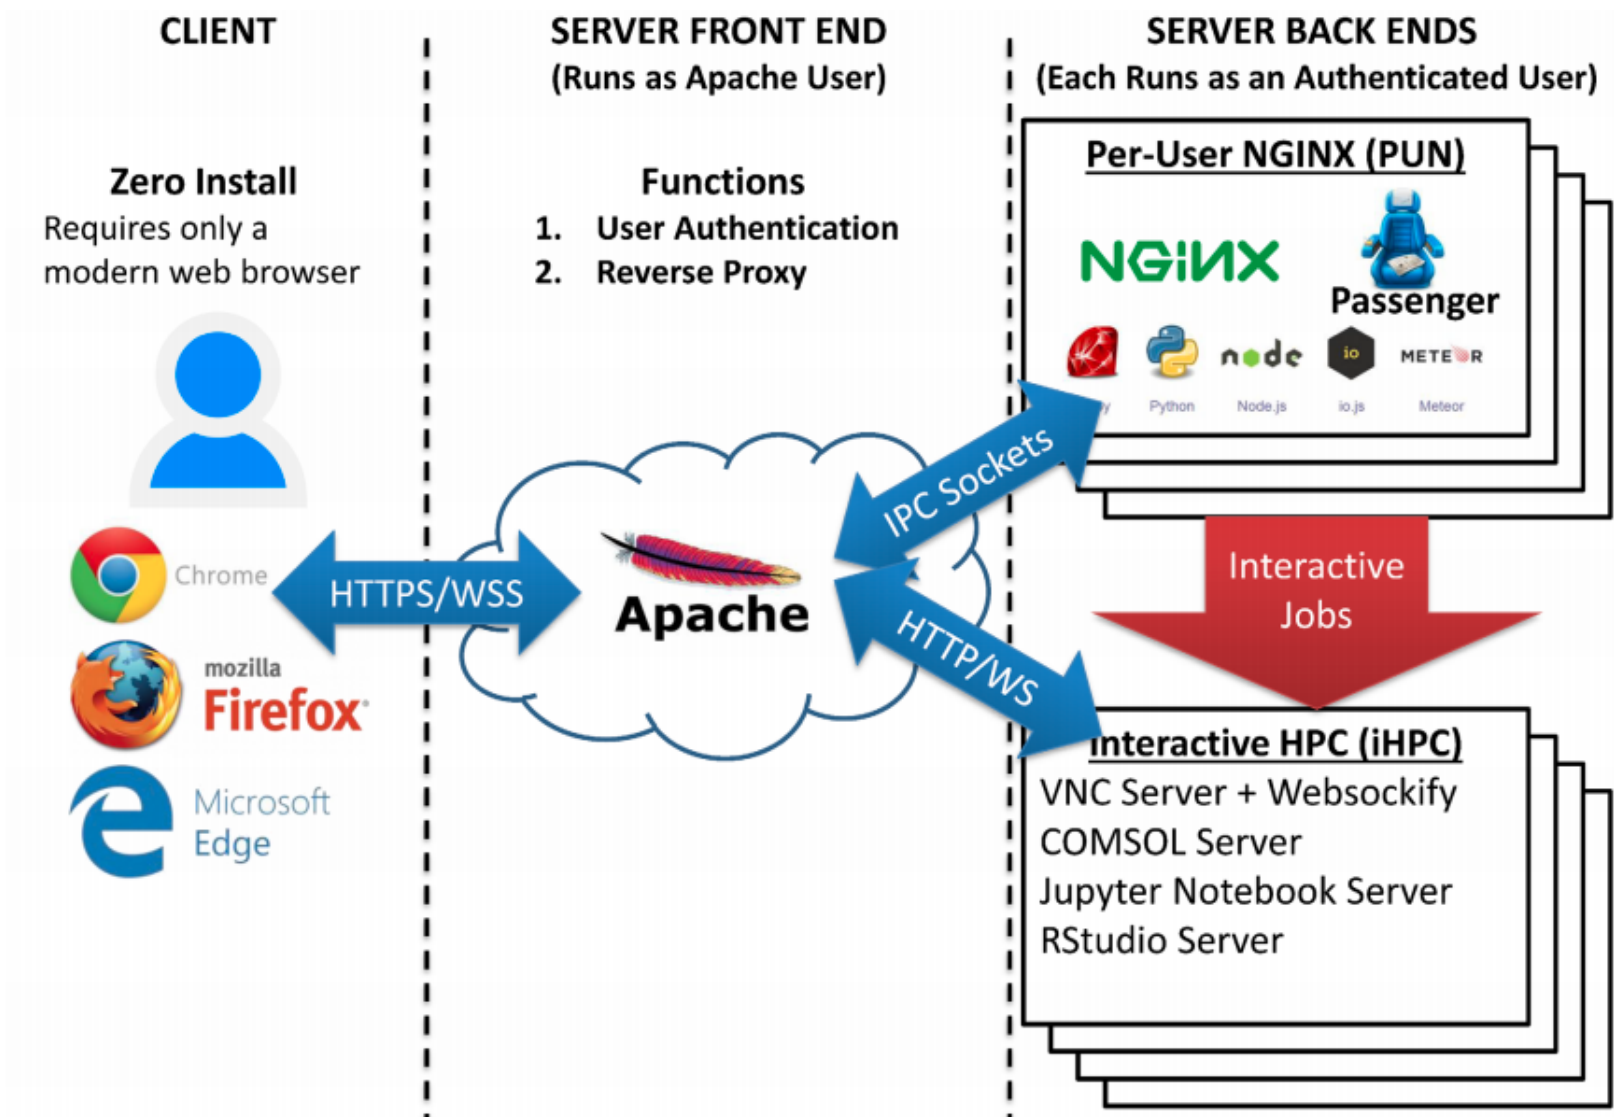 CLIENT
Zero Install
Requires only a
modern web browser
Chrome
mozilla
Firefox
Microsoft
Edge
HTTPS/WSS
SERVER FRONT END
(Runs as Apache User)
Functions
1. User Authentication
2. Reverse Proxy
Apache
IPC Sockets
HTTP/WS
SERVER BACK ENDS
(Each Runs as an Authenticated User)
Per-User NGINX (PUN)
NGINX
Passenger
node
io
METEOR
Python
Node.js
io.js
Meteor
Interactive
Jobs
Interactive HPC (iHPC)
VNC Server + Websockify
COMSOL Server
Jupyter Notebook Server
RStudio Server